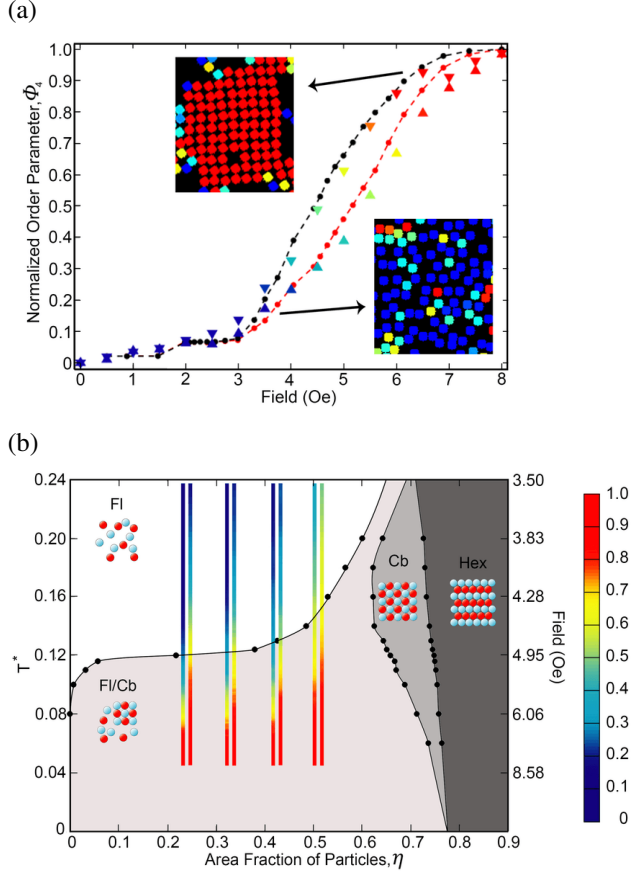 (a)
Normalized Order Parameter, Φ4
1.0
0.9
0.8
0.7
0.6
0.5
0.4
0.3
0.2
0.1
0
0 1 2 3 4 5 6 7 8
Field (Oe)
(b)
T*
0.24
0.20
0.16
0.12
0.08
0.04
0
Fl
Fl/Cb
Cb
Hex
3.50
3.83
4.28
4.95
6.06
8.57
Field (Oe)
0 0.1 0.2 0.3 0.4 0.5 0.6 0.7 0.8 0.9
Area Fraction of Particles, η
1.0
0.9
0.8
0.7
0.6
0.5
0.4
0.3
0.2
0.1
0